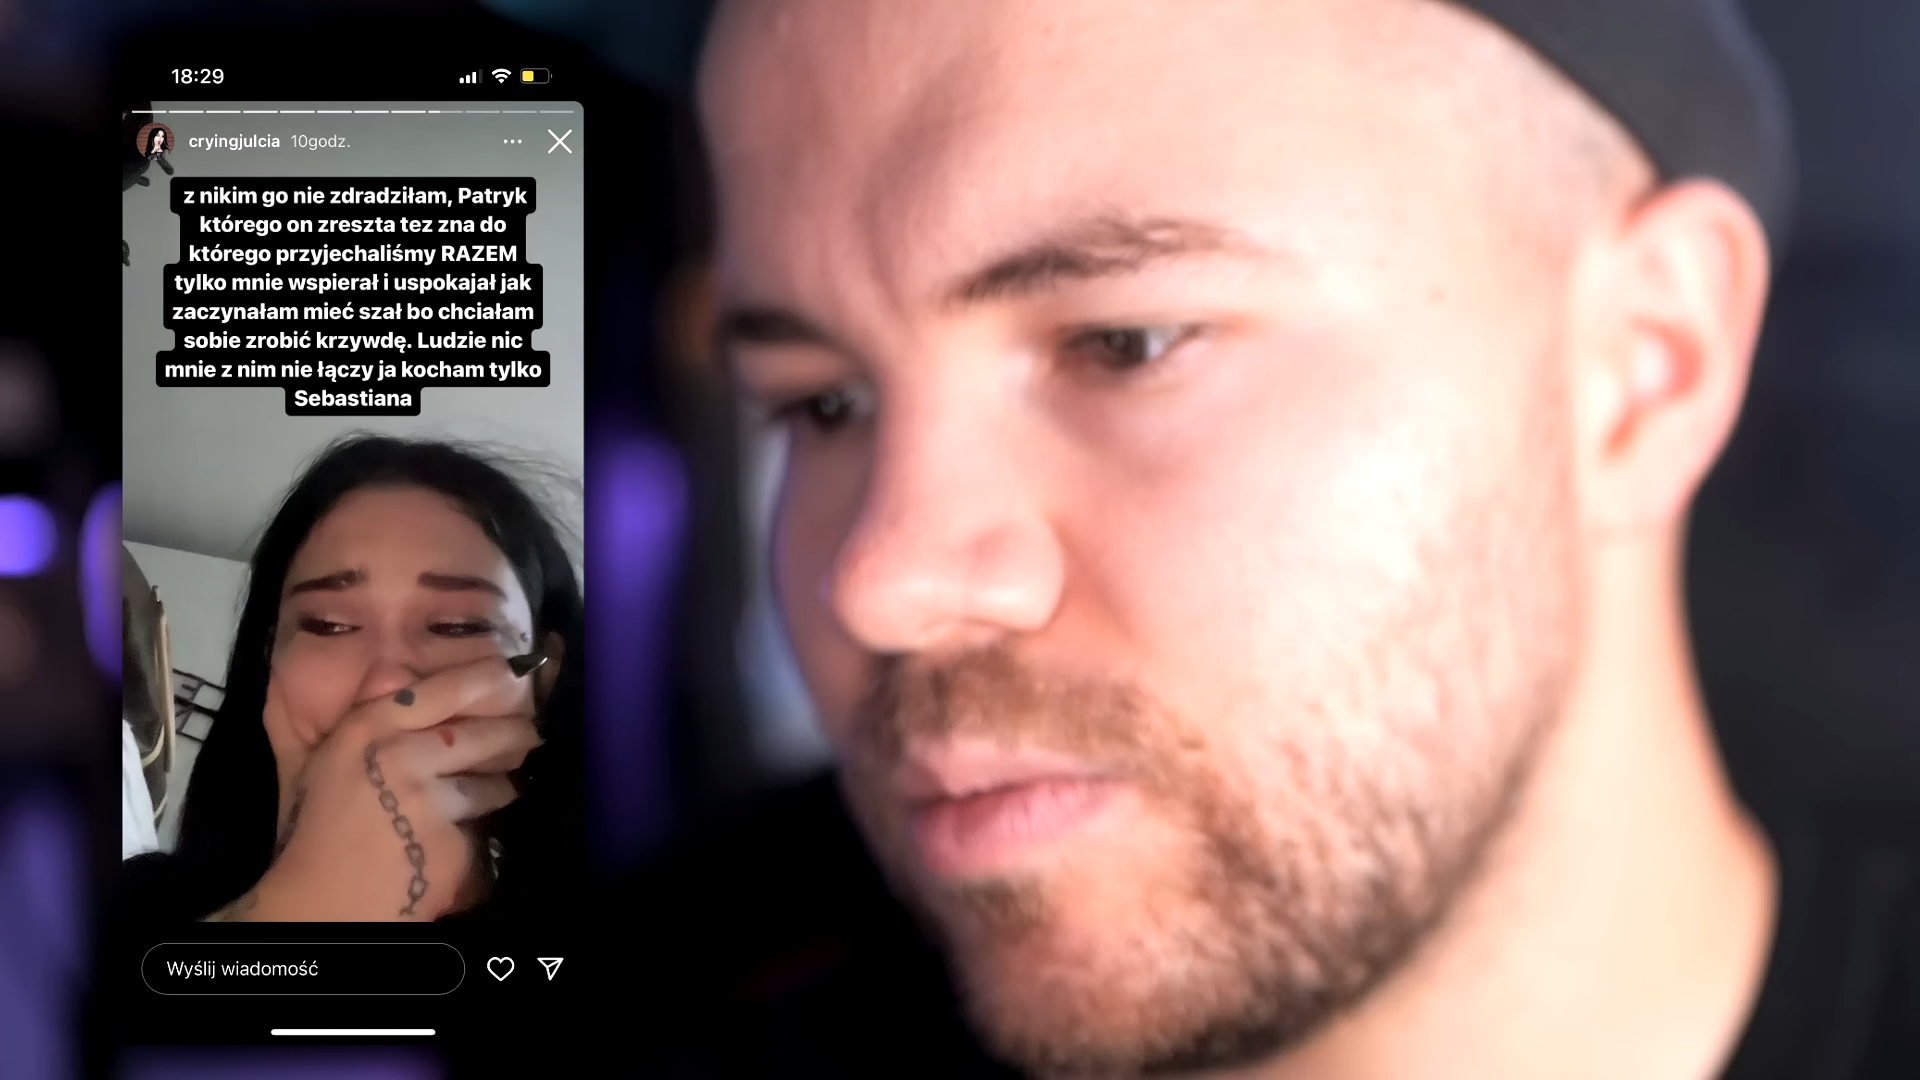 18:29
cryingjulcia 10godz.
z nikim go nie zdradziłam, Patryk
którego on zreszta tez zna do
którego przyjechaliśmy RAZEM
tylko mnie wspierał i uspokajał jak
zaczynałam mieć szał bo chciałam
sobie zrobić krzywdę. Ludzie nic
mnie z nim nie łączy ja kocham tylko
Sebastiana
Wyślij wiadomość